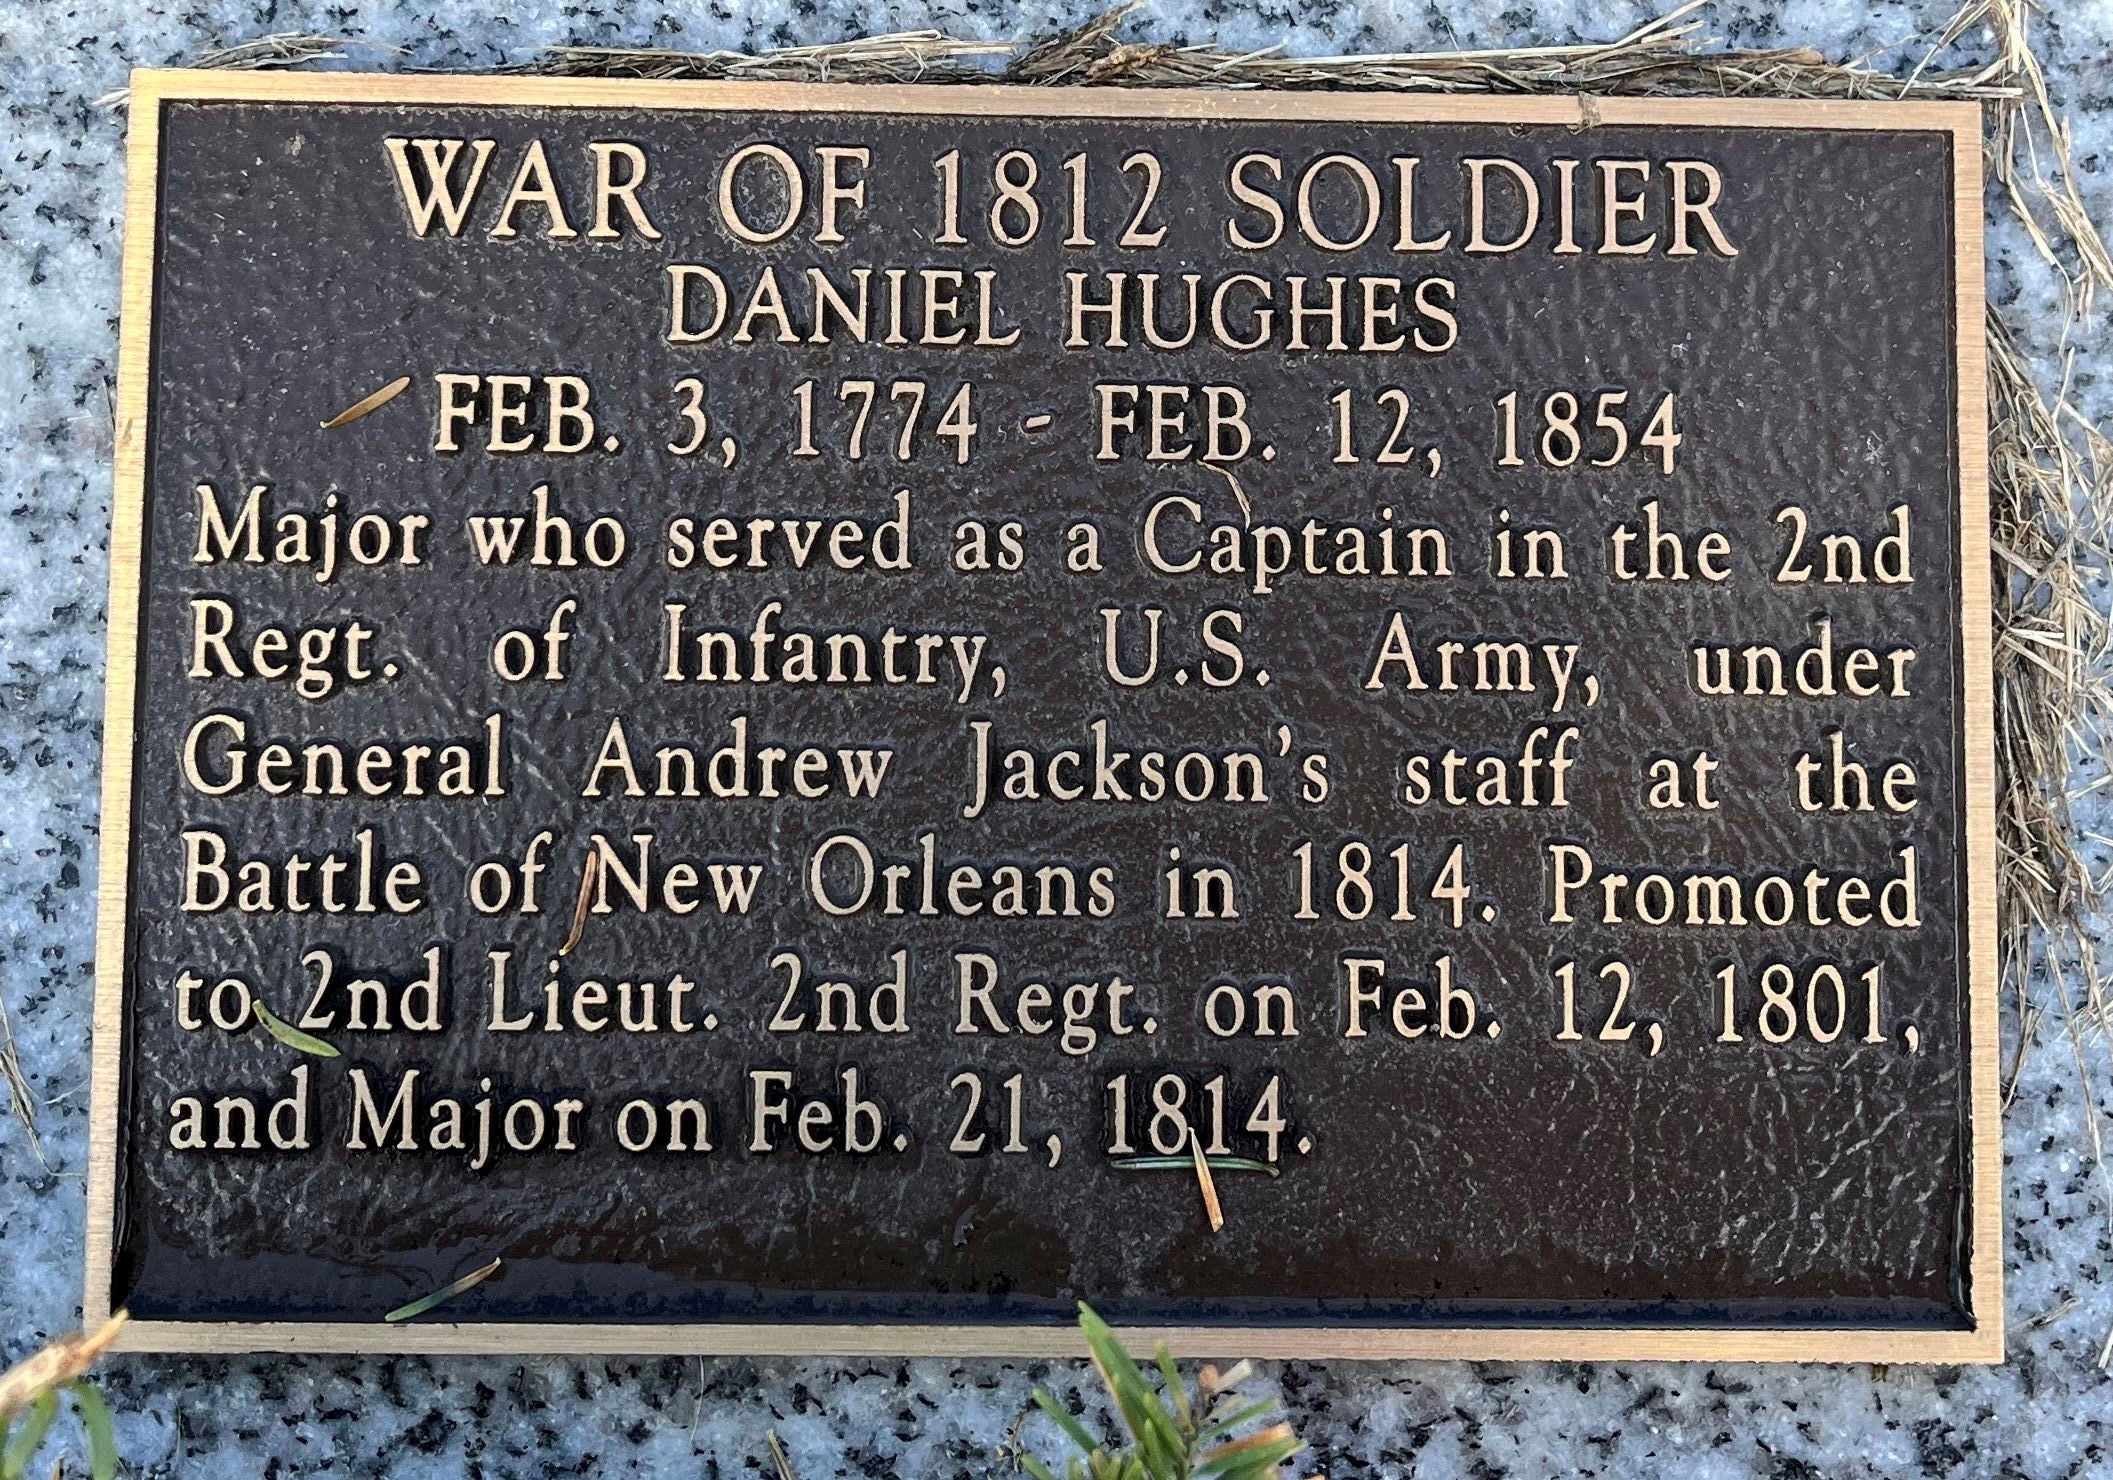 WAR OF 1812 SOLDIER
DANIEL HUGHES
FEB. 3, 1774 - FEB. 12, 1854
Major who served as a Captain in the 2nd
Regt. of Infantry, U.S. Army, under
General Andrew Jackson's staff at the
Battle of New Orleans in 1814. Promoted
to 2nd Lieut. 2nd Regt. on Feb. 12, 1801,
and Major on Feb. 21, 1814.